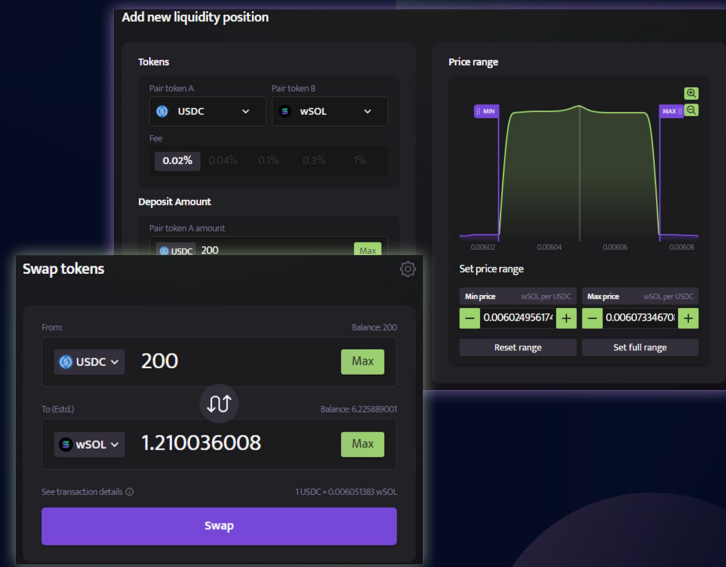 Add new liquidity position
Tokens
Pair token A Pair token B
USDC wSOL
Fee
0.02% 0.04% 0.1% 0.3% 1%
Deposit Amount
Pair token A amount
USDC 200 Max
Price range
MIN MAX
0.00602 0.00604 0.00606 0.00608
Set price range
Min price wSOL per USDC Max price wSOL per USDC
− 0.00602495617 + − 0.00607334670 +
Reset range Set full range
Swap tokens
From: Balance: 200
USDC 200 Max
To (Estd.) Balance: 6.225889001
wSOL 1.210036008 Max
See transaction details 1 USDC = 0.006051383 wSOL
Swap